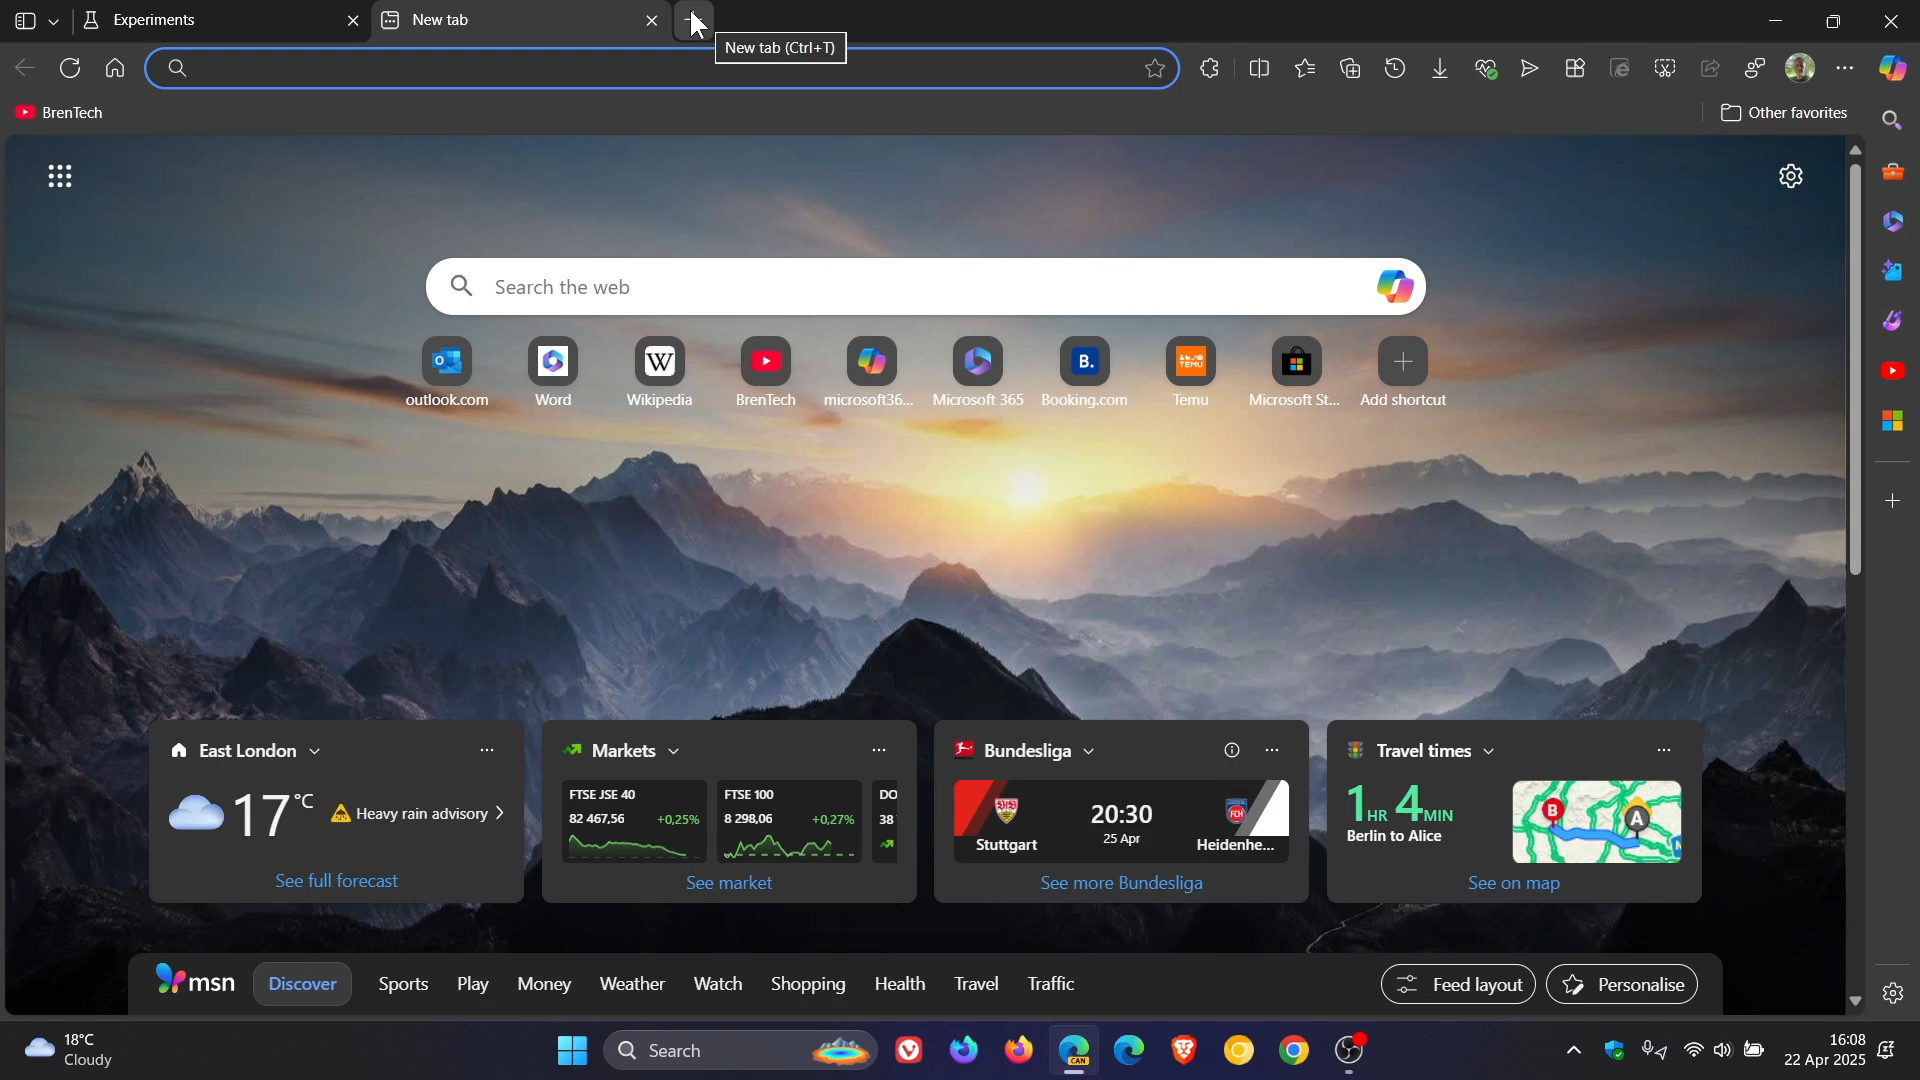 Experiments
New tab
New tab (Ctrl+T)
BrenTech
Other favorites
Search the web
outlook.com
Word
W
Wikipedia
BrenTech
microsoft36...
Microsoft 365
B.
Booking.com
TEMU
Temu
Microsoft St...
Add shortcut
East London
17°C
Heavy rain advisory
See full forecast
Markets
FTSE JSE 40
82 467,56 +0,25%
FTSE 100
8 298,06 +0,27%
DO
38
See market
Bundesliga
Stuttgart
20:30
25 Apr
FCH
Heidenhe...
See more Bundesliga
Travel times
1 HR 4 MIN
Berlin to Alice
B
A
See on map
msn
Discover
Sports
Play
Money
Weather
Watch
Shopping
Health
Travel
Traffic
Feed layout
Personalise
18°C
Cloudy
Search
CAN
16:08
22 Apr 2025